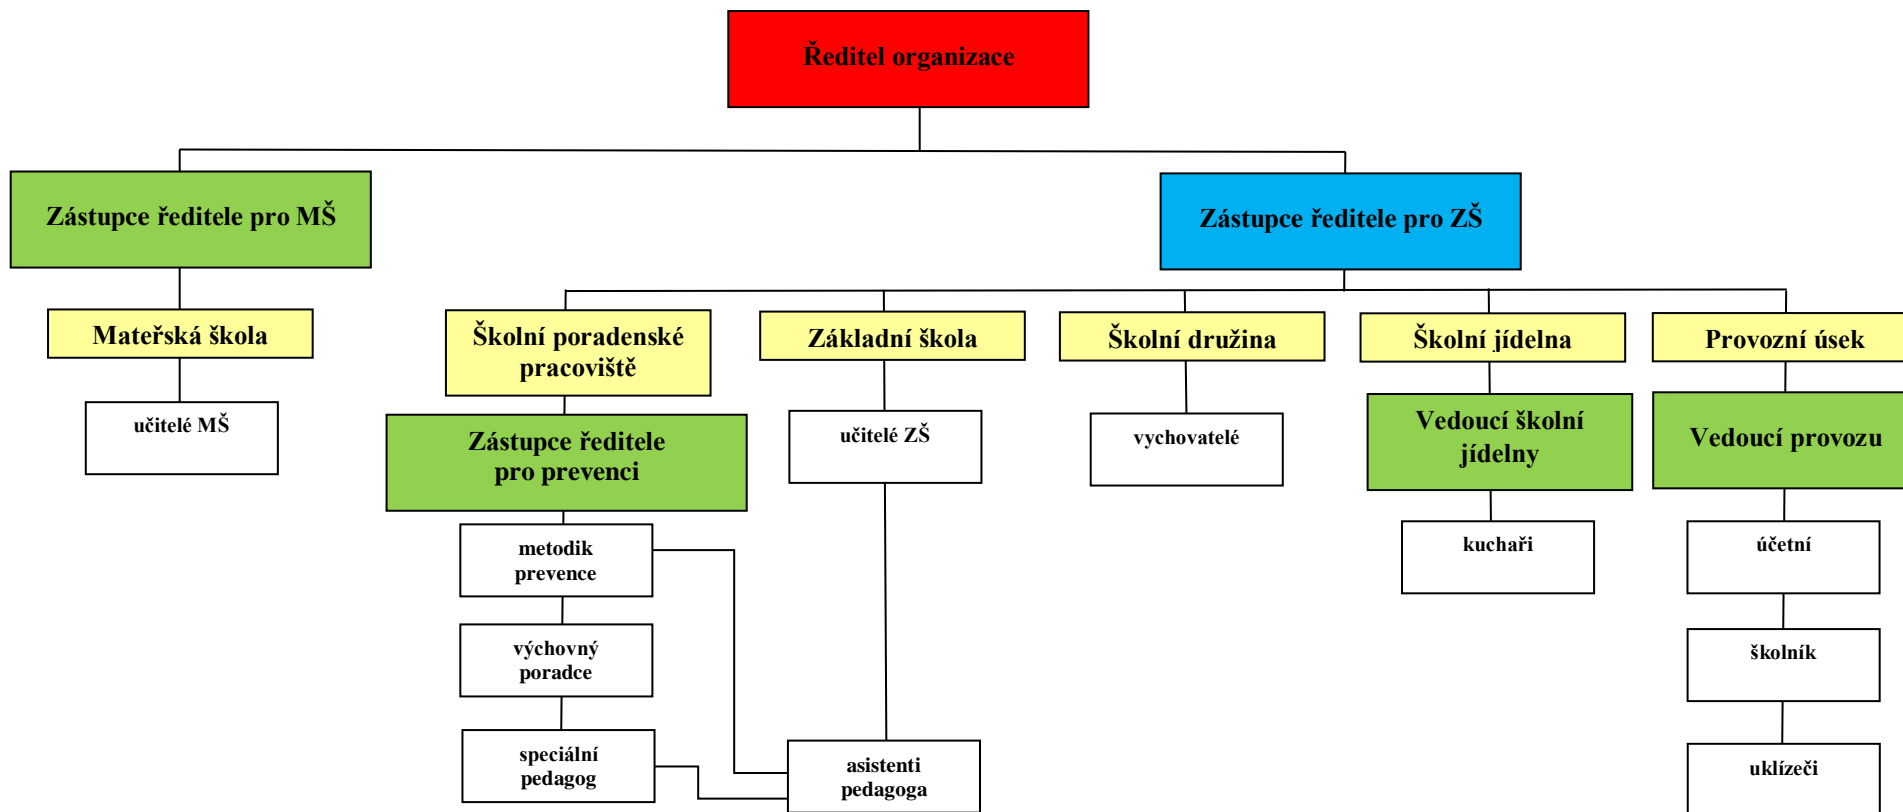 Ředitel organizace
Zástupce ředitele pro MŠ
Zástupce ředitele pro ZŠ
Mateřská škola
Školní poradenské
pracoviště
Základní škola
Školní družina
Školní jídelna
Provozní úsek
učitelé MŠ
Zástupce ředitele
pro prevenci
učitelé ZŠ
vychovatelé
Vedoucí školní
jídelny
Vedoucí provozu
metodik
prevence
kuchaři
účetní
výchovný
poradce
školník
speciální
pedagog
asistenti
pedagoga
uklízeči